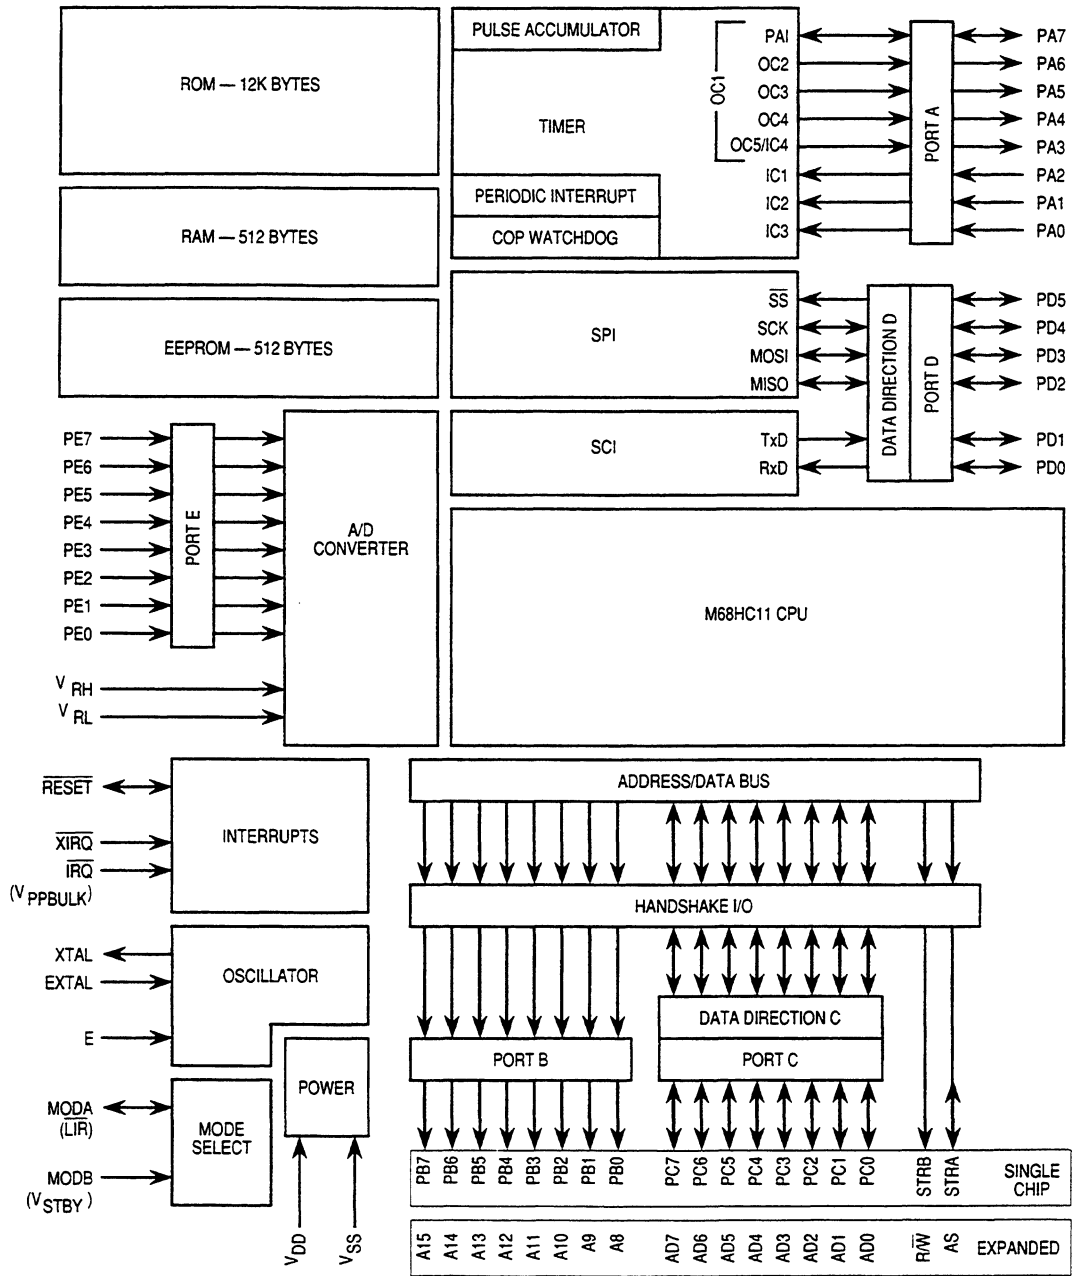 ROM — 12K BYTES
RAM — 512 BYTES
EEPROM — 512 BYTES
PULSE ACCUMULATOR
TIMER
PERIODIC INTERRUPT
COP WATCHDOG
OC1
PAI
OC2
OC3
OC4
OC5/IC4
IC1
IC2
IC3
PORT A
PA7
PA6
PA5
PA4
PA3
PA2
PA1
PA0
SPI
SS
SCK
MOSI
MISO
SCI
TxD
RxD
DATA DIRECTION D
PORT D
PD5
PD4
PD3
PD2
PD1
PD0
PE7
PE6
PE5
PE4
PE3
PE2
PE1
PE0
PORT E
A/D
CONVERTER
V RH
V RL
M68HC11 CPU
RESET
XIRQ
IRQ
(V PPBULK)
INTERRUPTS
XTAL
EXTAL
E
OSCILLATOR
MODA
(LIR)
MODB
(VSTBY )
MODE
SELECT
POWER
VDD
VSS
ADDRESS/DATA BUS
HANDSHAKE I/O
DATA DIRECTION C
PORT B
PORT C
PB7 PB6 PB5 PB4 PB3 PB2 PB1 PB0 PC7 PC6 PC5 PC4 PC3 PC2 PC1 PC0 STRB STRA
SINGLE
CHIP
A15 A14 A13 A12 A11 A10 A9 A8 AD7 AD6 AD5 AD4 AD3 AD2 AD1 AD0 R/W AS
EXPANDED